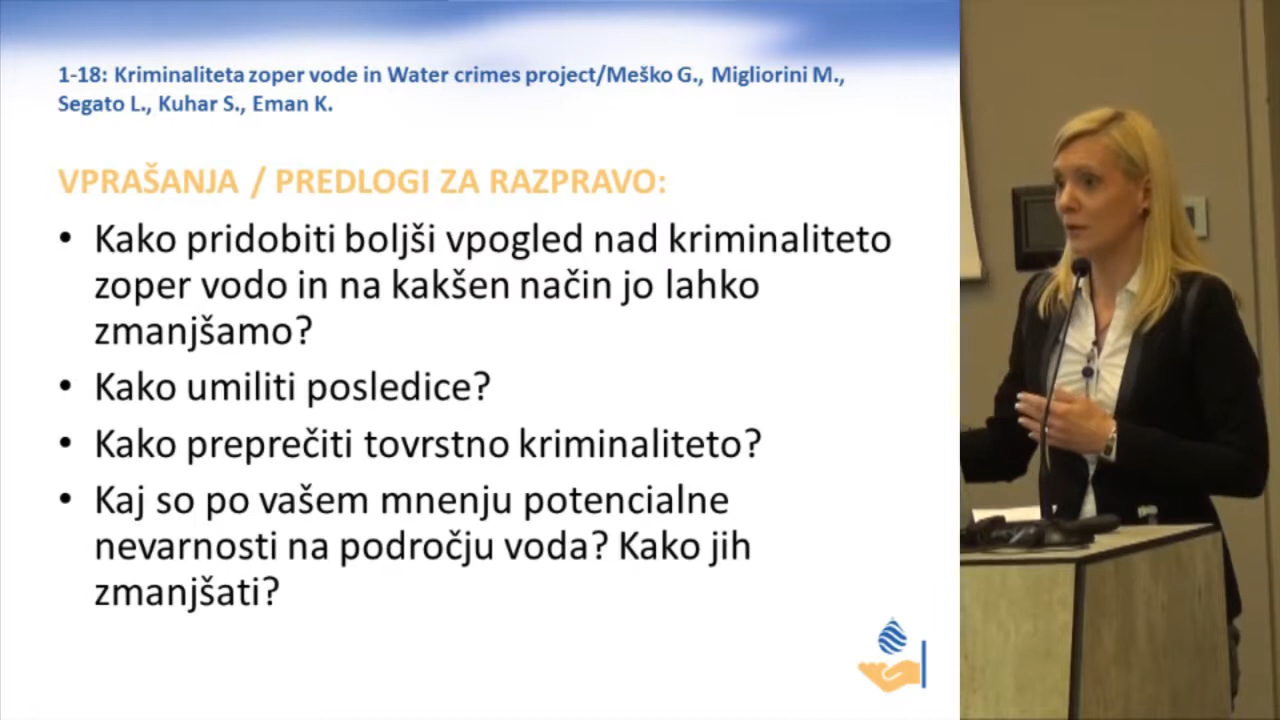 1-18: Kriminaliteta zoper vode in Water crimes project/Meško G., Migliorini M.,
Segato L., Kuhar S., Eman K.
VPRAŠANJA / PREDLOGI ZA RAZPRAVO:
• Kako pridobiti boljši vpogled nad kriminaliteto
zoper vodo in na kakšen način jo lahko
zmanjšamo?
• Kako umiliti posledice?
• Kako preprečiti tovrstno kriminaliteto?
• Kaj so po vašem mnenju potencialne
nevarnosti na področju voda? Kako jih
zmanjšati?